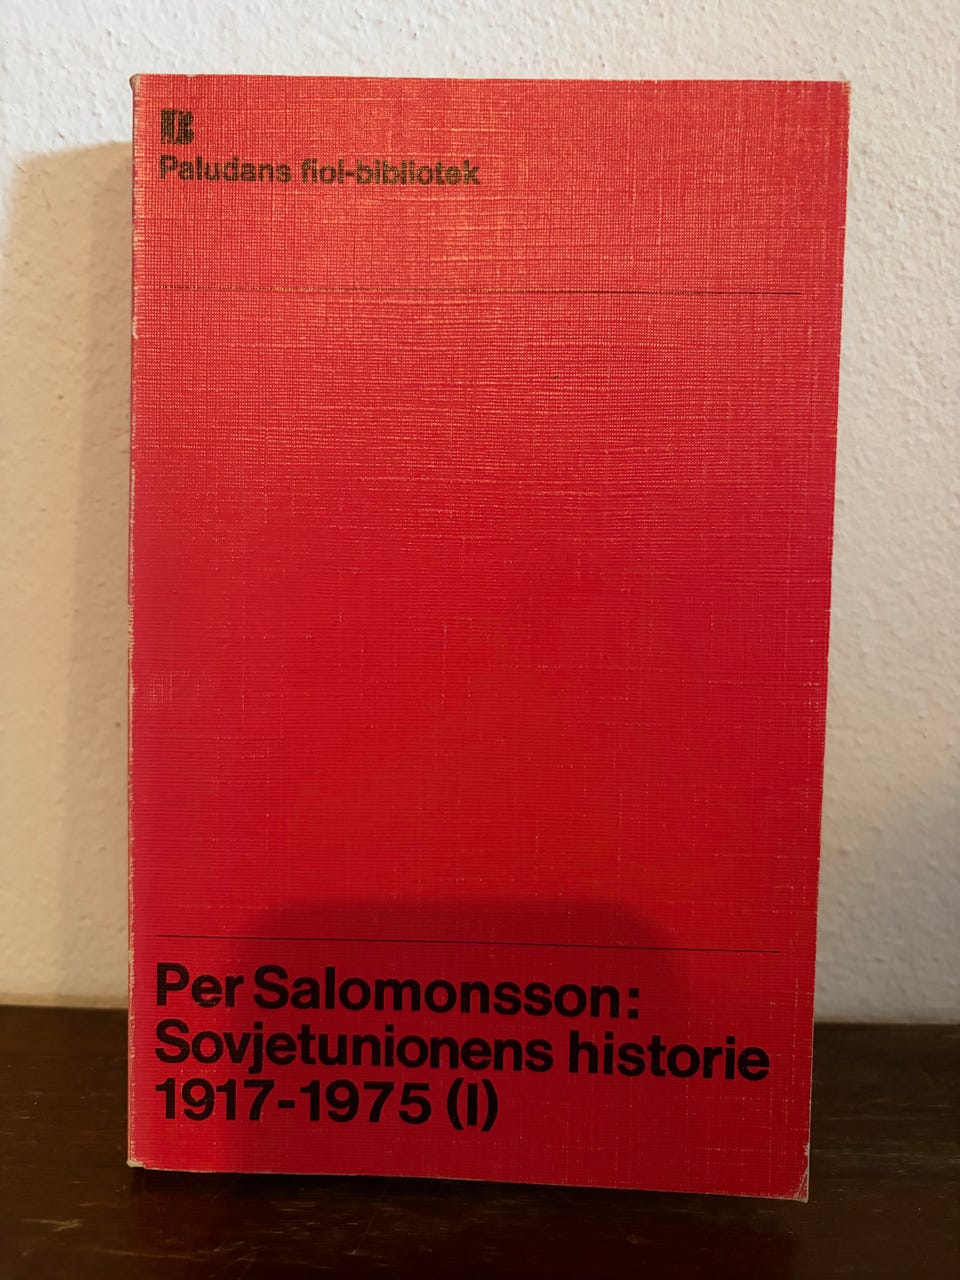 Paludans fiol-bibliotek
Per Salomonsson:
Sovjetunionens historie
1917-1975 (I)